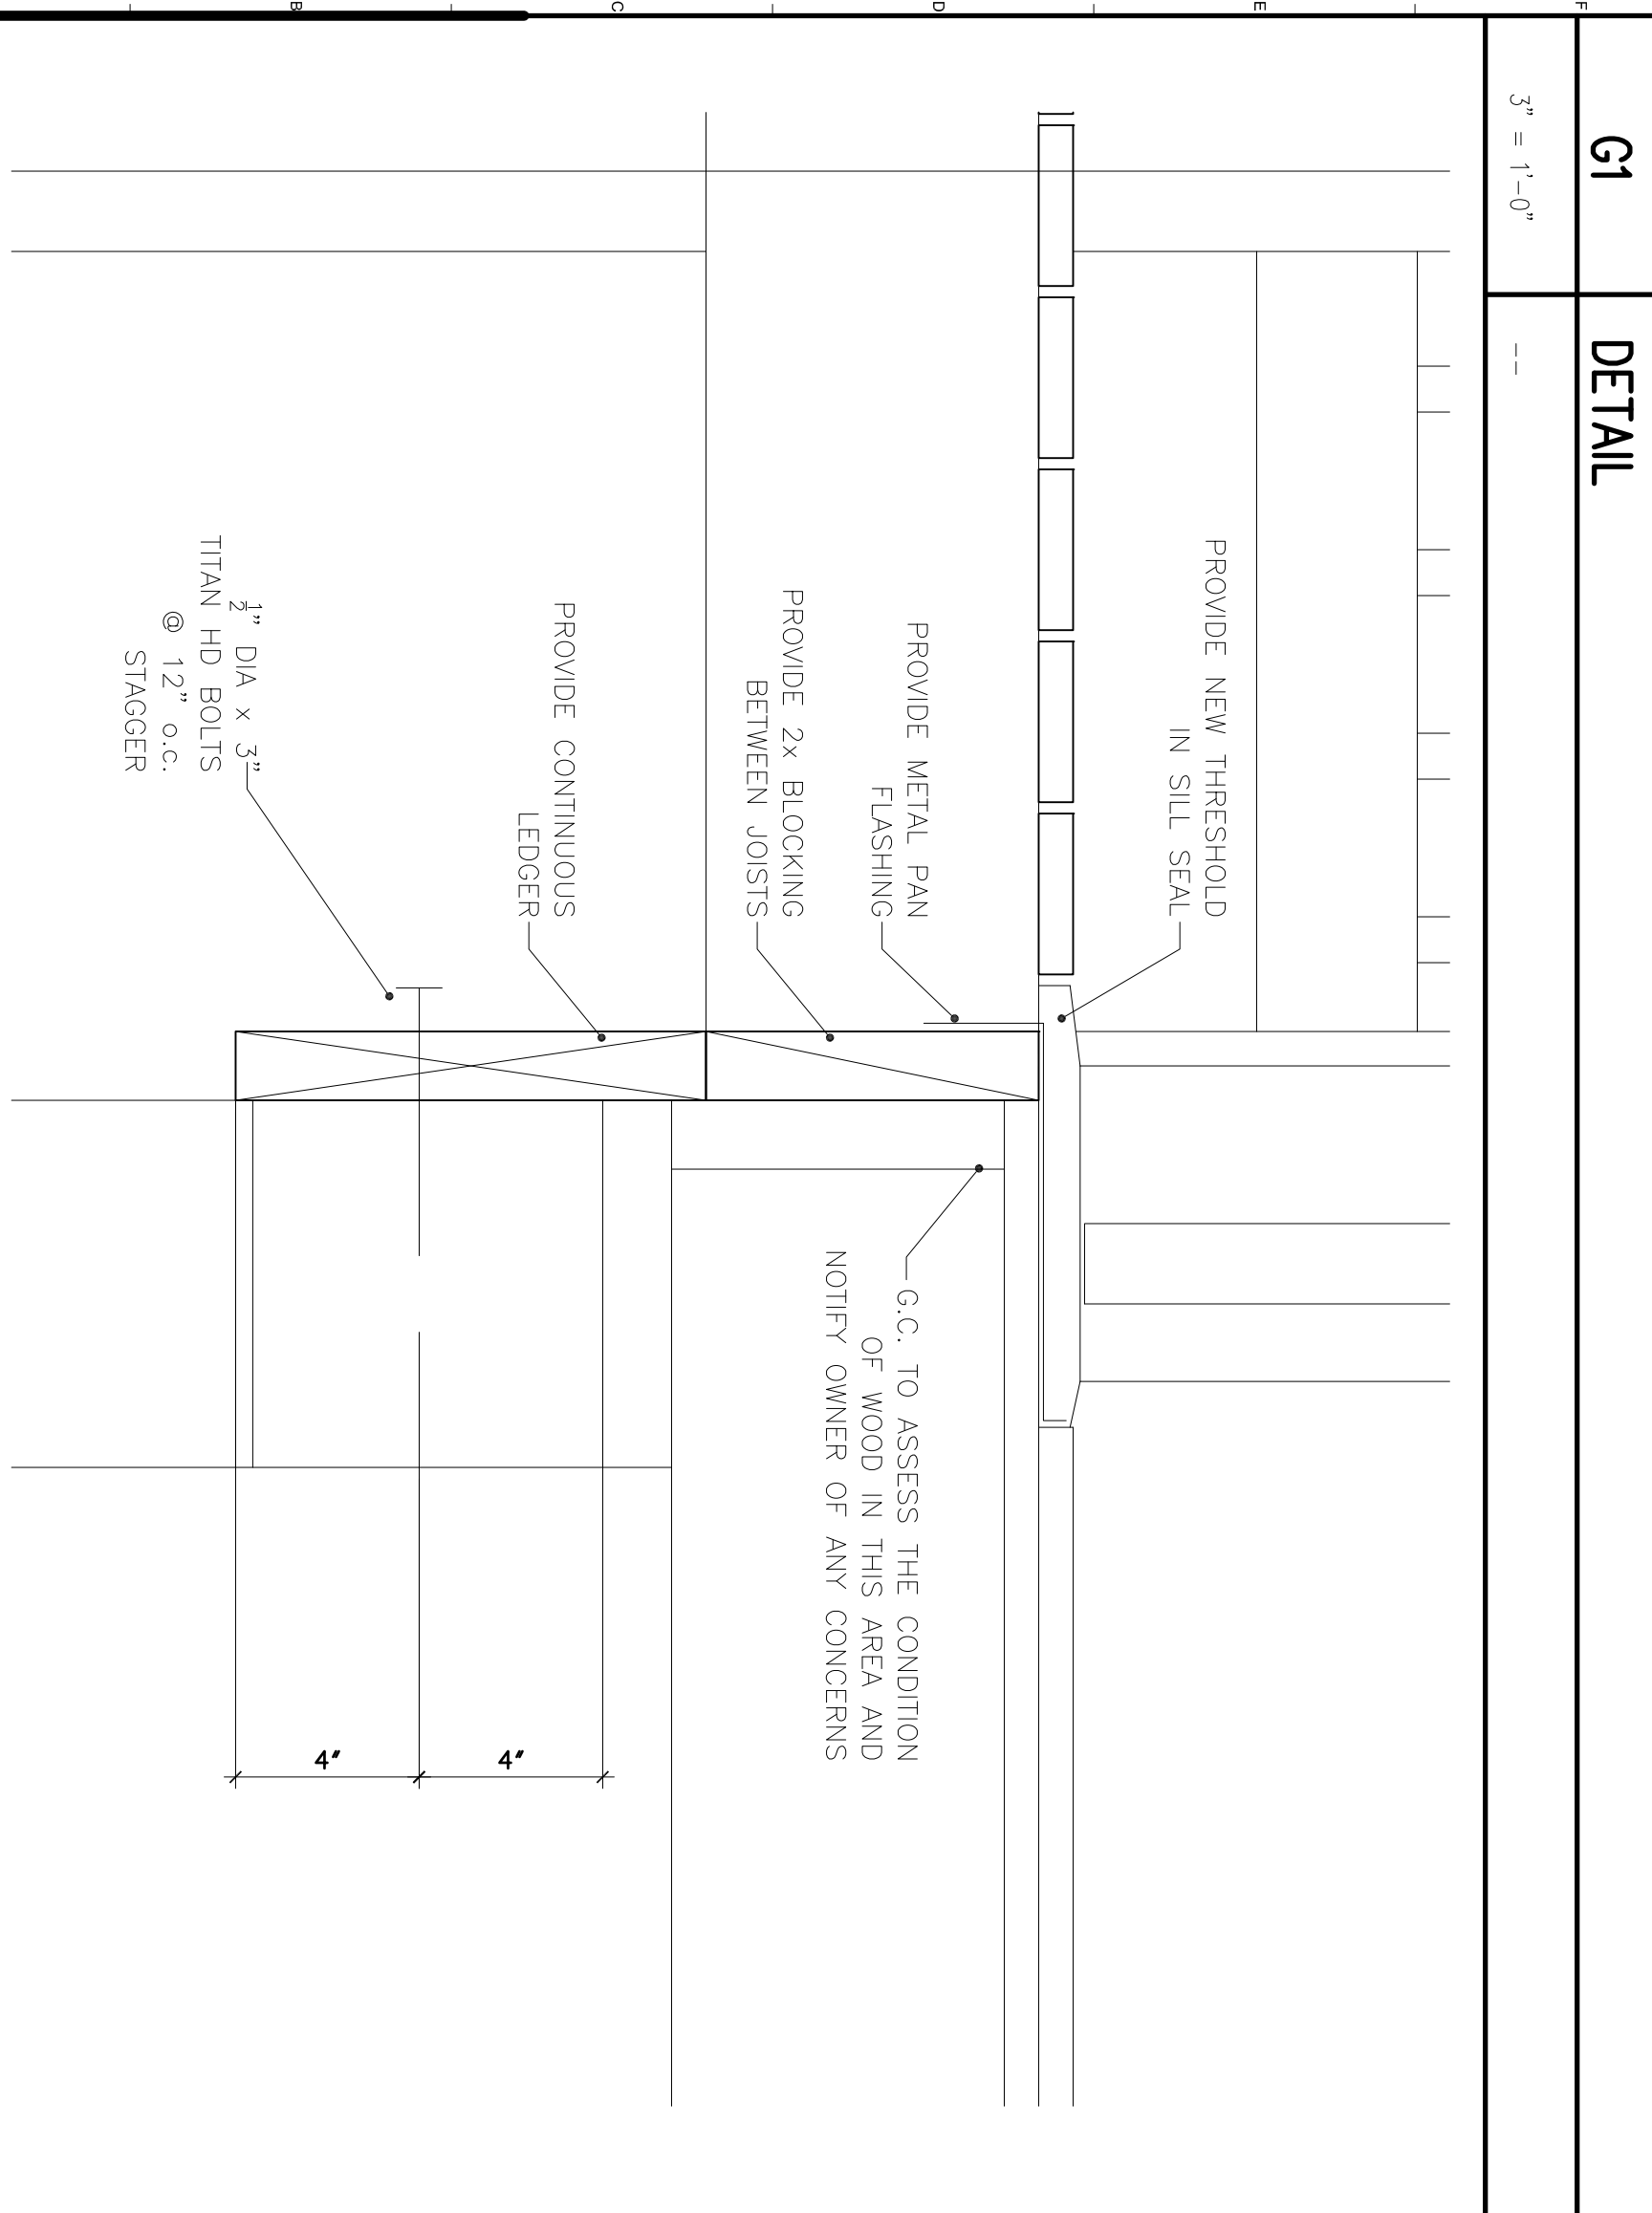 G1
DETAIL
3" = 1'-0"
--
F
E
D
C
B
PROVIDE NEW THRESHOLD
IN SILL SEAL
PROVIDE METAL PAN
FLASHING
PROVIDE 2x BLOCKING
BETWEEN JOISTS
PROVIDE CONTINUOUS
LEDGER
1/2" DIA x 3"
TITAN HD BOLTS
@ 12" o.c.
STAGGER
G.C. TO ASSESS THE CONDITION
OF WOOD IN THIS AREA AND
NOTIFY OWNER OF ANY CONCERNS
4"
4"